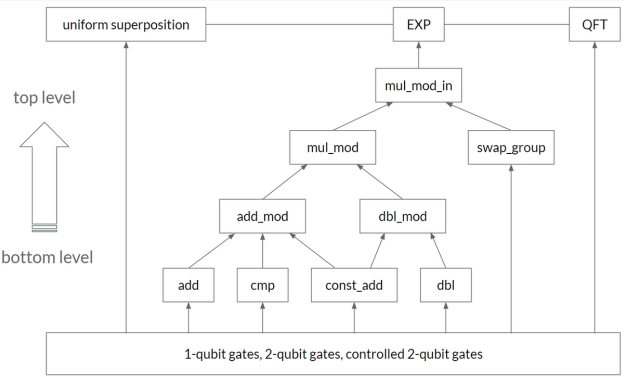 uniform superposition
EXP
QFT
mul_mod_in
top level
mul_mod
swap_group
add_mod
dbl_mod
bottom level
add
cmp
const_add
dbl
1-qubit gates, 2-qubit gates, controlled 2-qubit gates